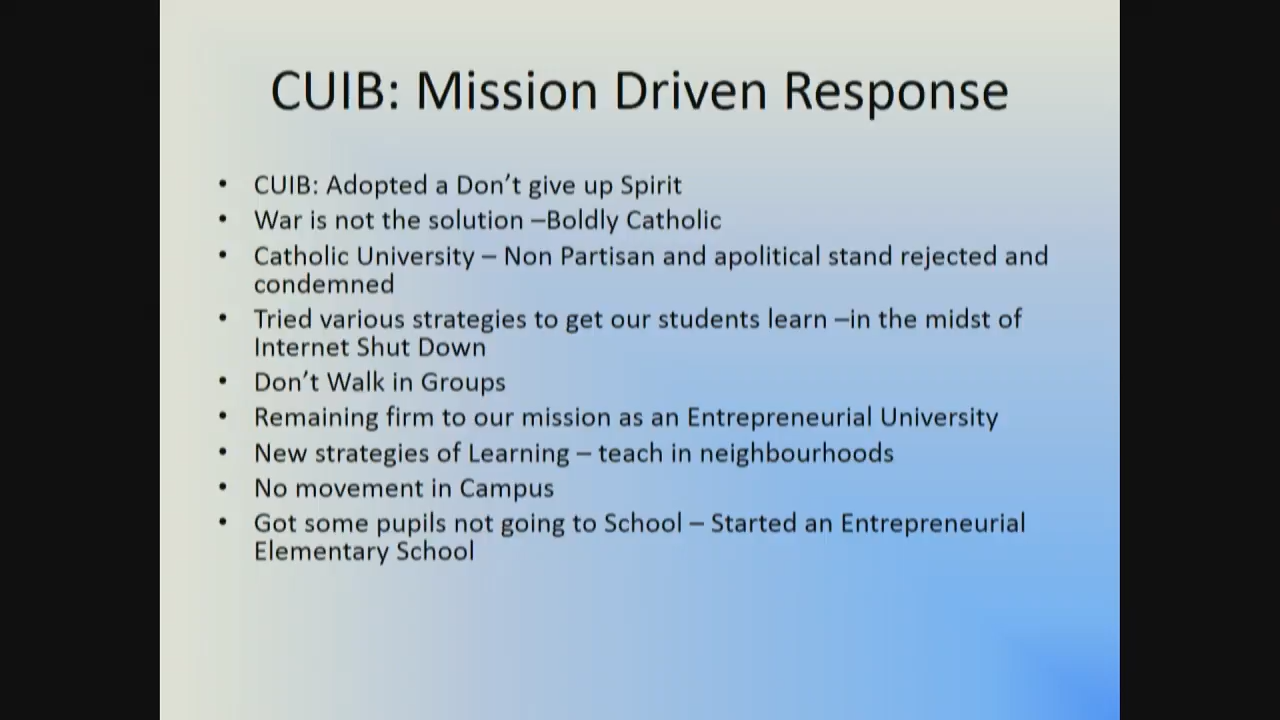 CUIB: Mission Driven Response
• CUIB: Adopted a Don’t give up Spirit
• War is not the solution –Boldly Catholic
• Catholic University – Non Partisan and apolitical stand rejected and
condemned
• Tried various strategies to get our students learn –in the midst of
Internet Shut Down
• Don’t Walk in Groups
• Remaining firm to our mission as an Entrepreneurial University
• New strategies of Learning – teach in neighbourhoods
• No movement in Campus
• Got some pupils not going to School – Started an Entrepreneurial
Elementary School